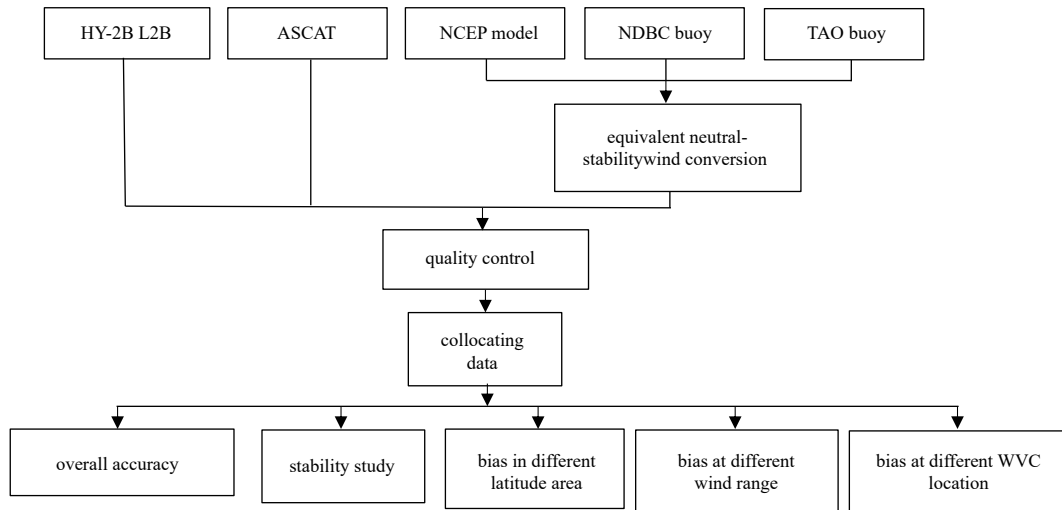 HY-2B L2B
ASCAT
NCEP model
NDBC buoy
TAO buoy
equivalent neutral-
stabilitywind conversion
quality control
collocating
data
overall accuracy
stability study
bias in different
latitude area
bias at different
wind range
bias at different WVC
location